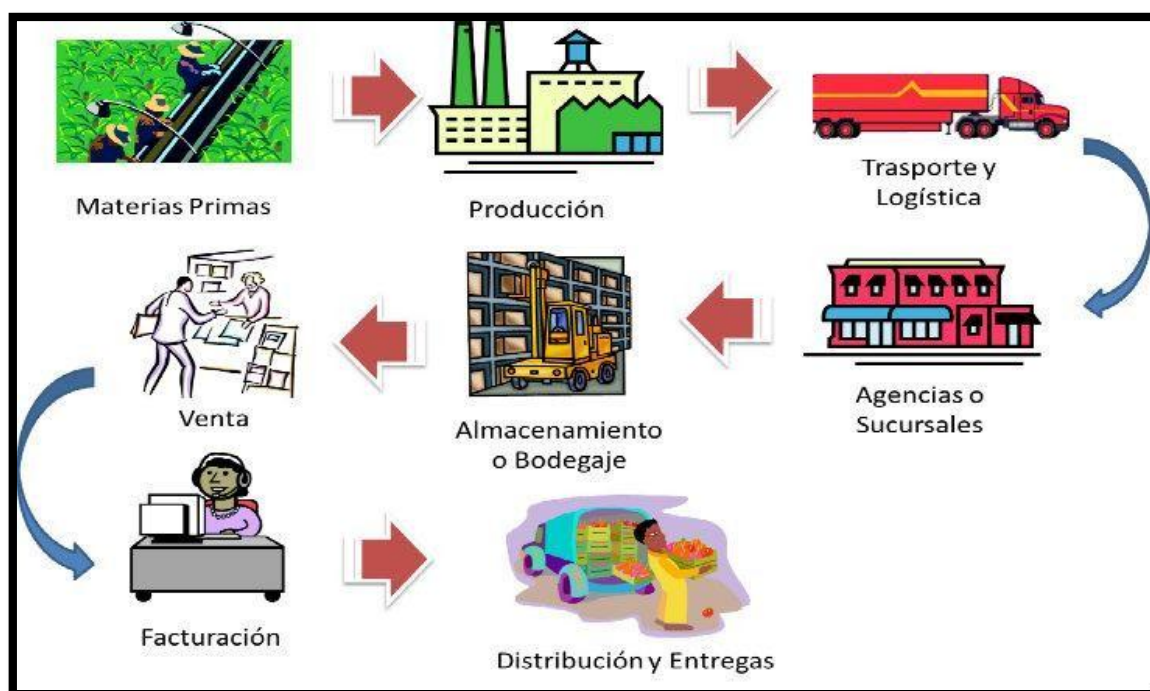 Materias Primas
Producción
Trasporte y
Logística
Agencias o
Sucursales
Almacenamiento
o Bodegaje
Venta
Facturación
Distribución y Entregas